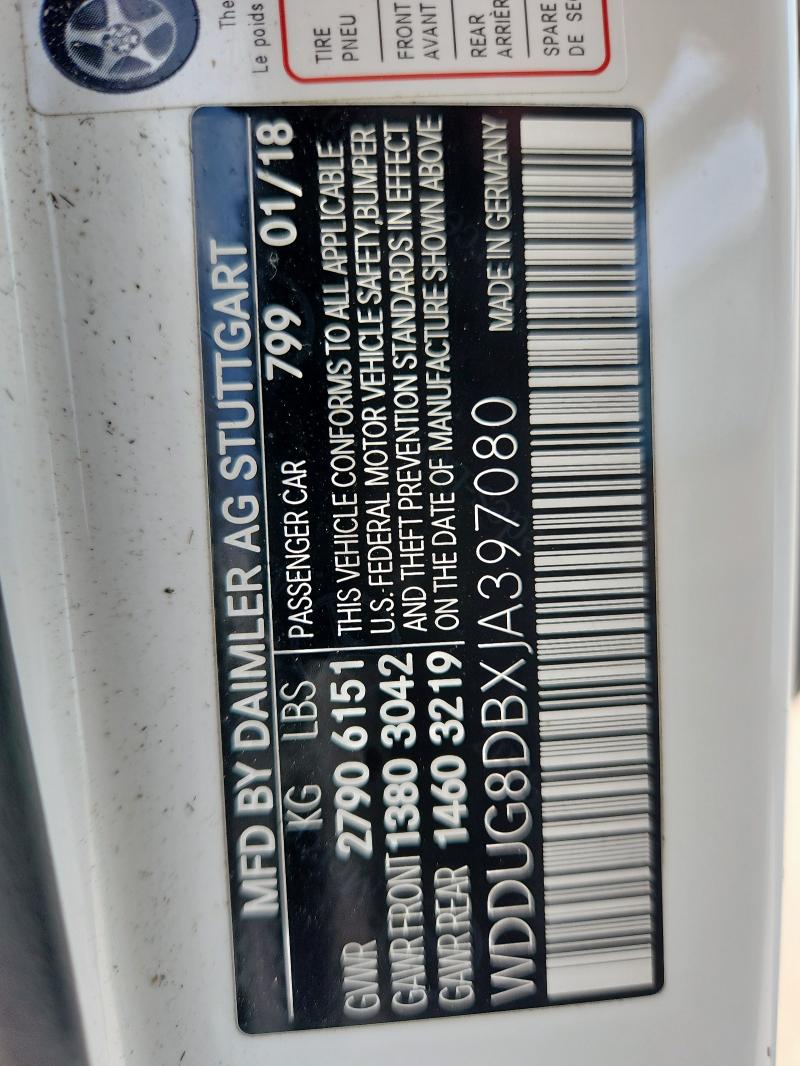 The
Le poids
TIRE
PNEU
FRONT
AVANT
REAR
ARRIÈR
SPARE
DE SE
MFD BY DAIMLER AG STUTTGART
KG LBS PASSENGER CAR 799 01/18
GVWR 2790 6151
GAWR FRONT 1380 3042
GAWR REAR 1460 3219
THIS VEHICLE CONFORMS TO ALL APPLICABLE
U.S. FEDERAL MOTOR VEHICLE SAFETY,BUMPER
AND THEFT PREVENTION STANDARDS IN EFFECT
ON THE DATE OF MANUFACTURE SHOWN ABOVE
WDDUG8DBXJA397080 MADE IN GERMANY